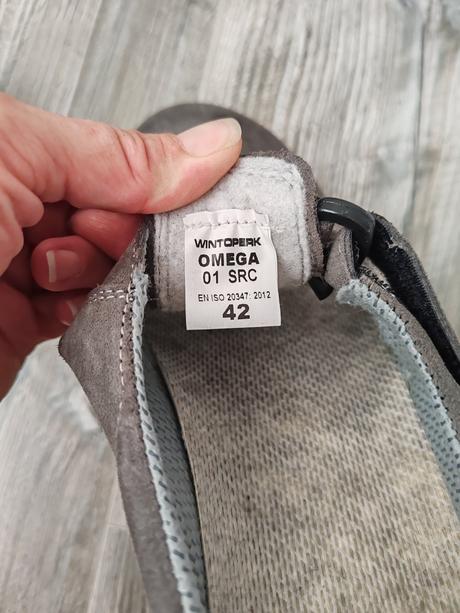 WINTOPERK
OMEGA
01 SRC
EN ISO 20347: 2012
42